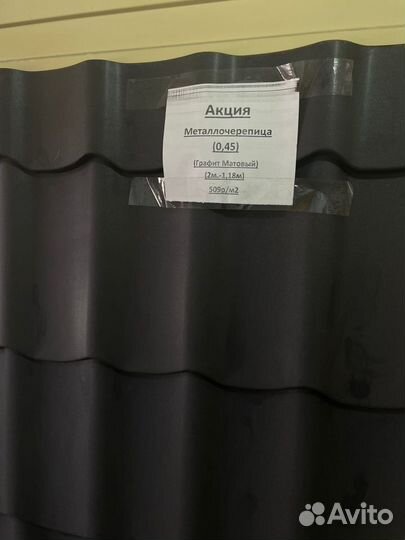 Акция
Металлочерепица
(0,45)
(Графит Матовый)
(2м.-1,18м)
509р/м2
Avito